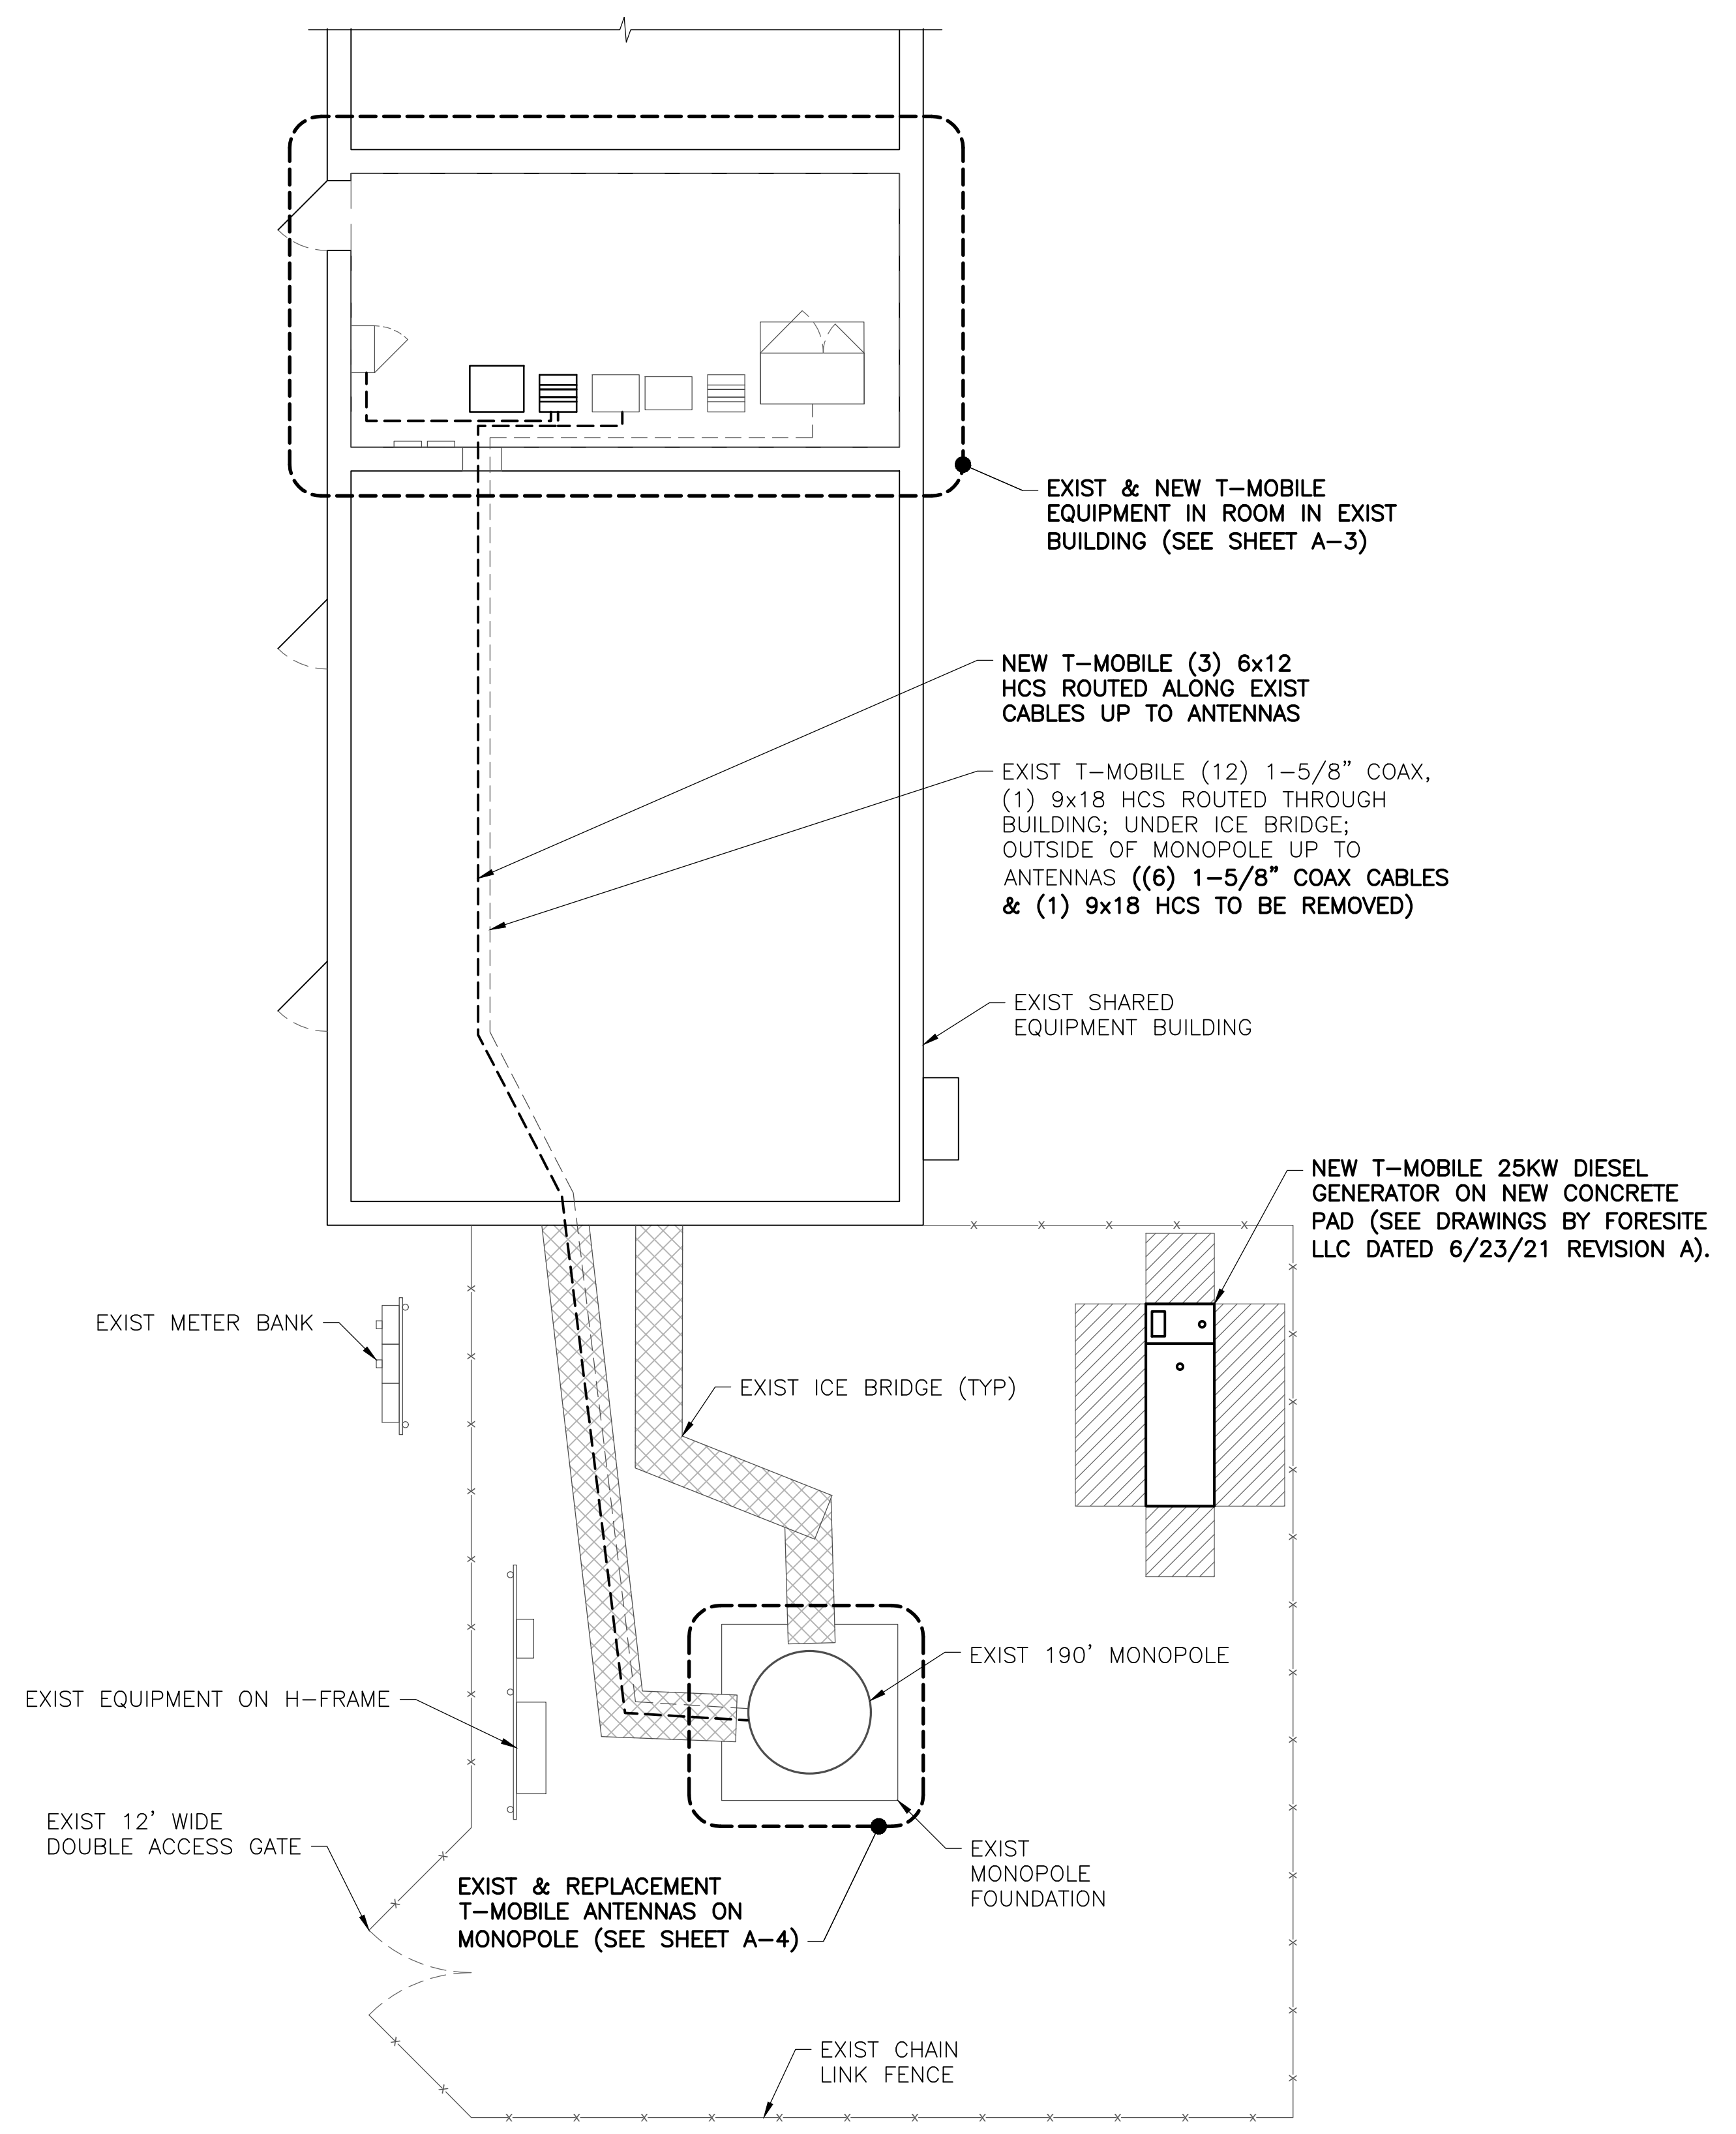 EXIST & NEW T-MOBILE
EQUIPMENT IN ROOM IN EXIST
BUILDING (SEE SHEET A-3)
NEW T-MOBILE (3) 6x12
HCS ROUTED ALONG EXIST
CABLES UP TO ANTENNAS
EXIST T-MOBILE (12) 1-5/8" COAX,
(1) 9x18 HCS ROUTED THROUGH
BUILDING; UNDER ICE BRIDGE;
OUTSIDE OF MONOPOLE UP TO
ANTENNAS ((6) 1-5/8" COAX CABLES
& (1) 9x18 HCS TO BE REMOVED)
EXIST SHARED
EQUIPMENT BUILDING
NEW T-MOBILE 25KW DIESEL
GENERATOR ON NEW CONCRETE
PAD (SEE DRAWINGS BY FORESITE
LLC DATED 6/23/21 REVISION A).
EXIST METER BANK
EXIST ICE BRIDGE (TYP)
EXIST 190' MONOPOLE
EXIST EQUIPMENT ON H-FRAME
EXIST 12' WIDE
DOUBLE ACCESS GATE
EXIST
MONOPOLE
FOUNDATION
EXIST & REPLACEMENT
T-MOBILE ANTENNAS ON
MONOPOLE (SEE SHEET A-4)
EXIST CHAIN
LINK FENCE